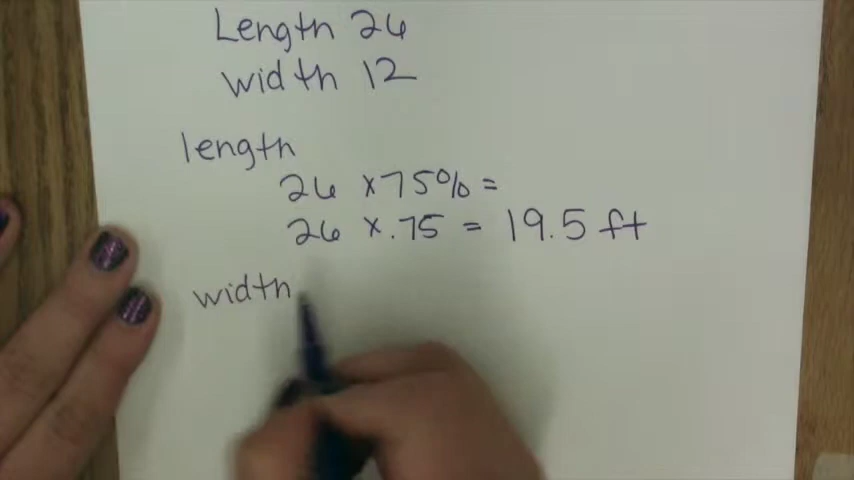 Length 26
width 12
length
26 x 75% =
26 x .75 = 19.5 ft
width